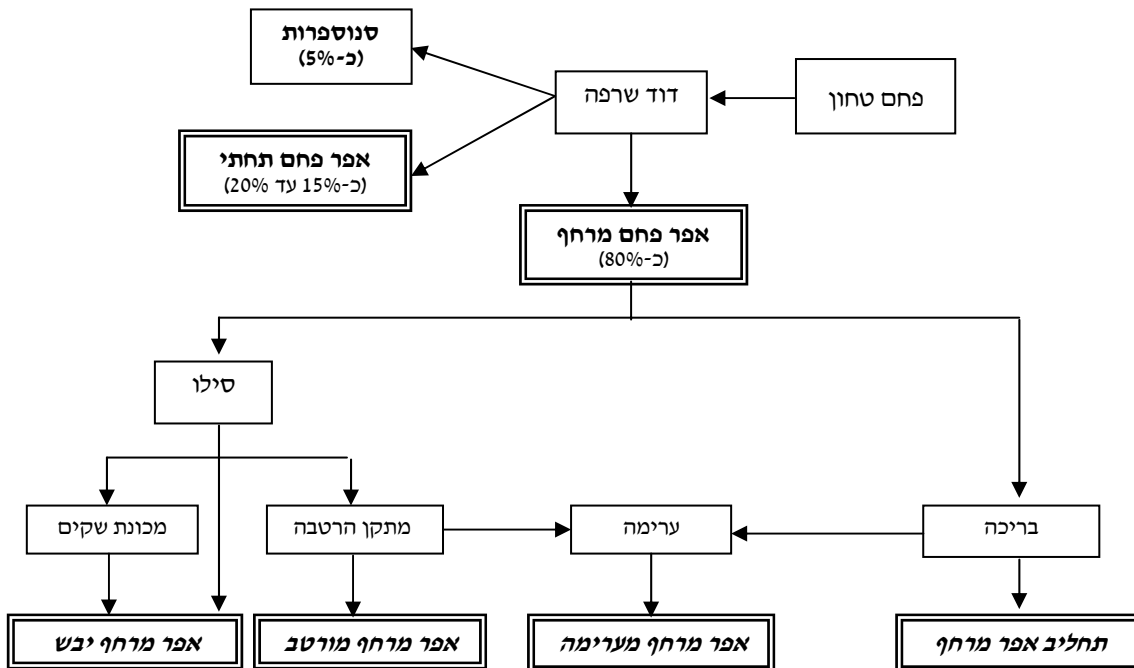 סנוספרות
(כ-5%)
פחם טחון
דוד שרפה
אפר פחם תחתי
(כ-15% עד 20%)
אפר פחם מרחף
(כ-80%)
סילו
בריכה
ערימה
מתקן הרטבה
מכונת שקים
תחליב אפר מרחף
אפר מרחף מערימה
אפר מרחף מורטב
אפר מרחף יבש